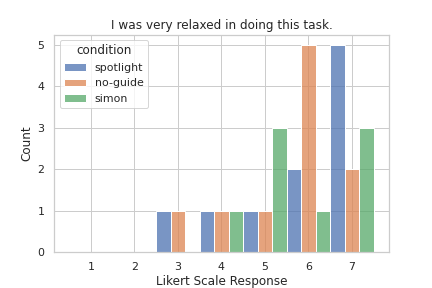 I was very relaxed in doing this task.
condition
spotlight
no-guide
simon
5
4
3
2
1
0
Count
1 2 3 4 5 6 7
Likert Scale Response